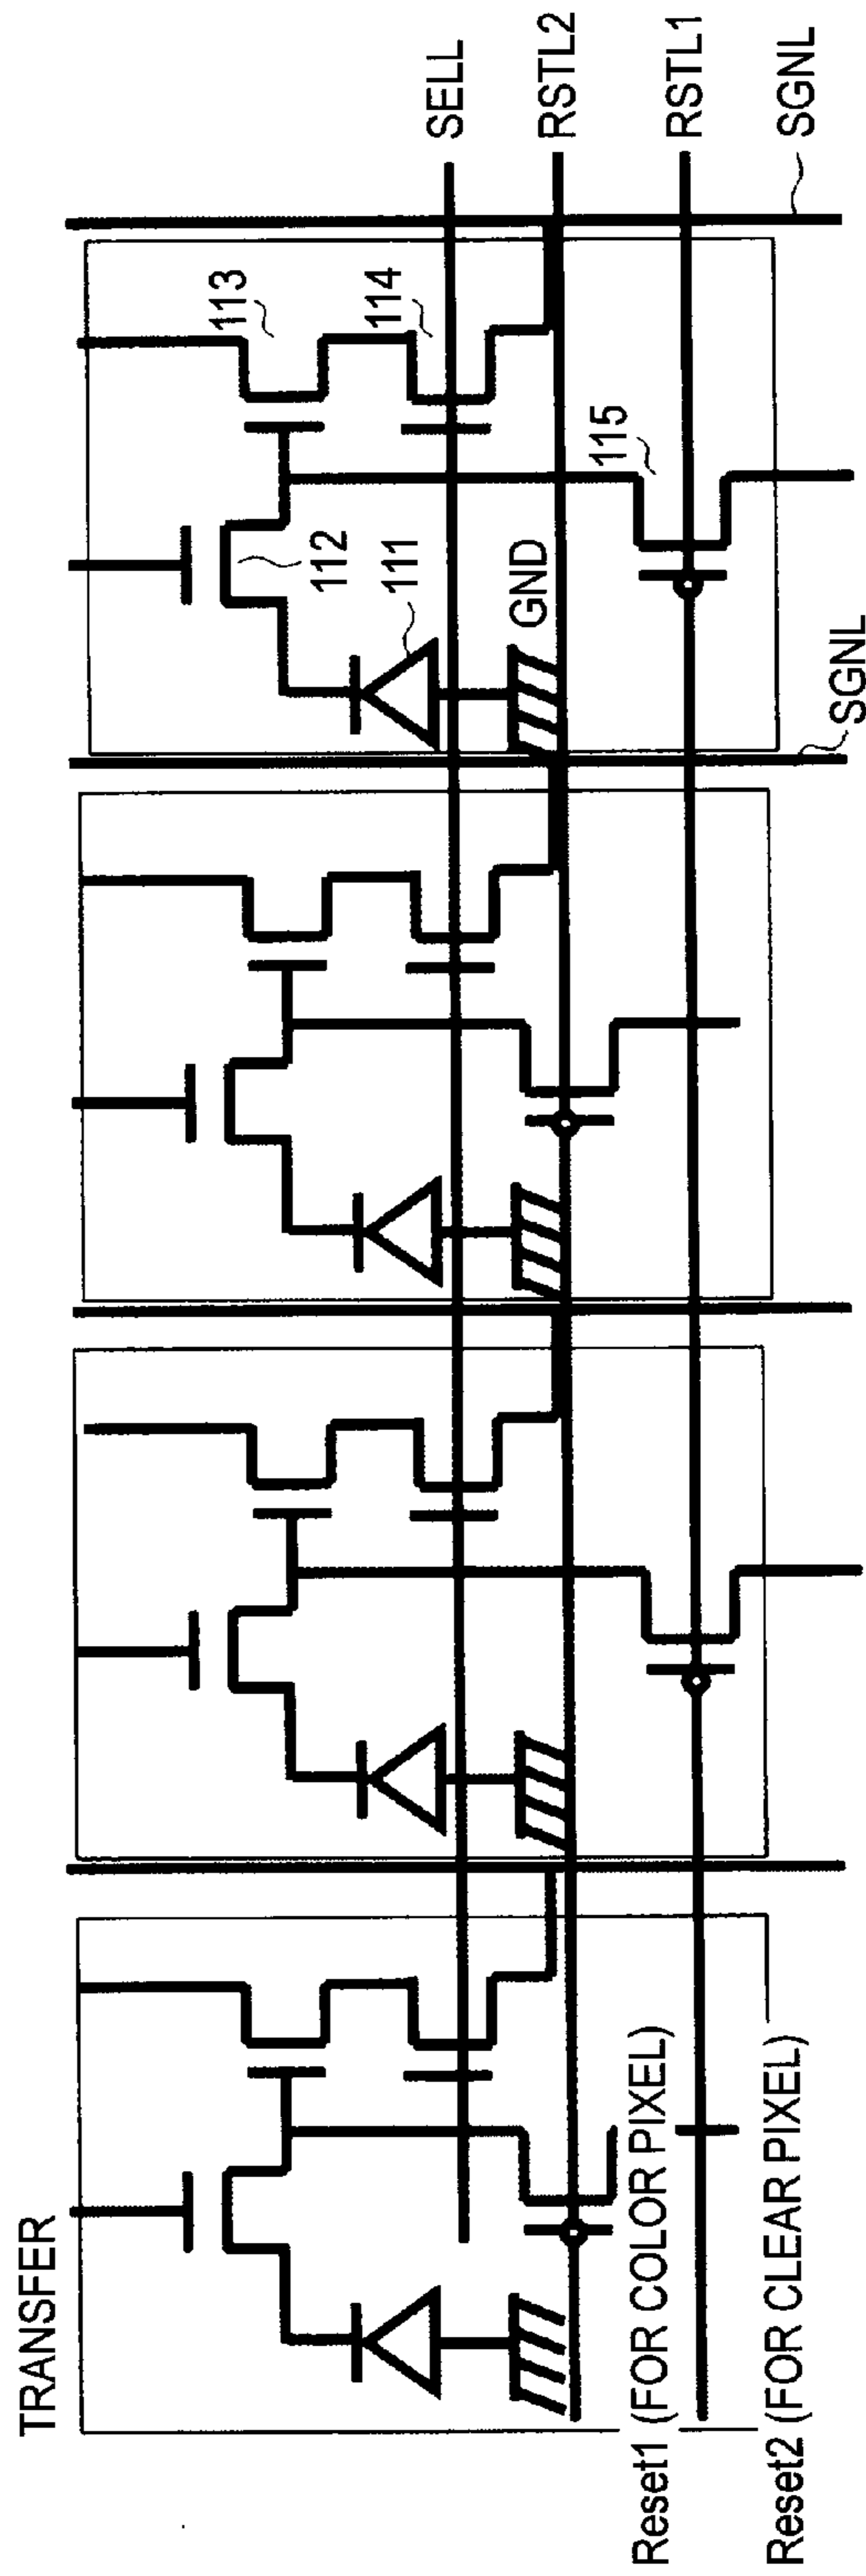 TRANSFER
113
114
SELL
RSTL2
RSTL1
SGNL
112
111
115
GND
SGNL
Reset1 (FOR COLOR PIXEL)
Reset2 (FOR CLEAR PIXEL)